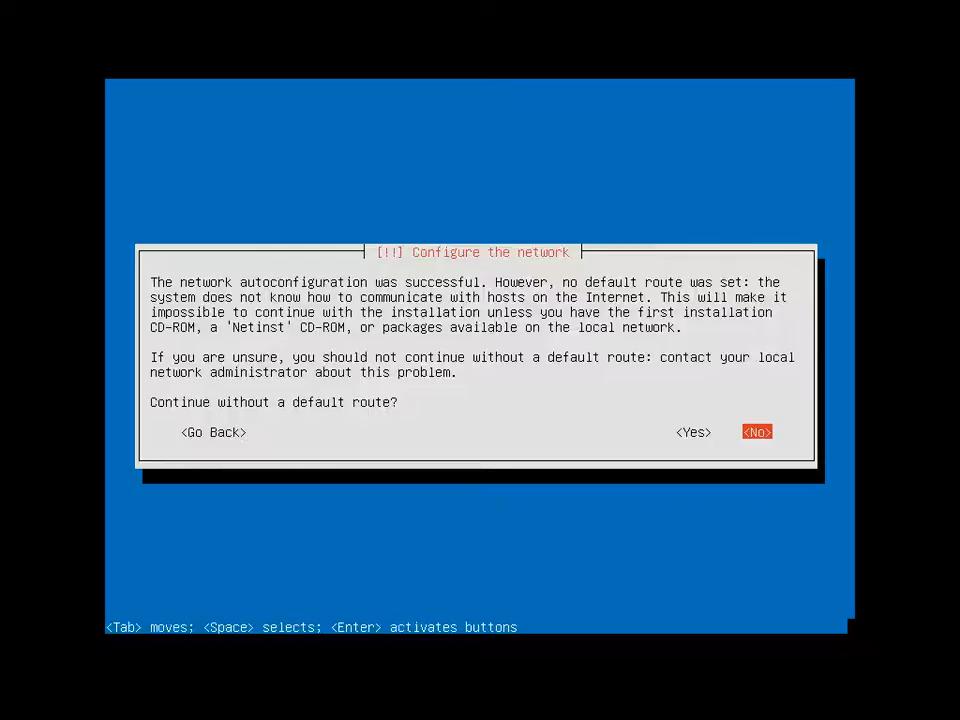 [!!] Configure the network
The network autoconfiguration was successful. However, no default route was set: the
system does not know how to communicate with hosts on the Internet. This will make it
impossible to continue with the installation unless you have the first installation
CD-ROM, a 'Netinst' CD-ROM, or packages available on the local network.
If you are unsure, you should not continue without a default route: contact your local
network administrator about this problem.
Continue without a default route?
<Go Back> <Yes> <No>
<Tab> moves; <Space> selects; <Enter> activates buttons